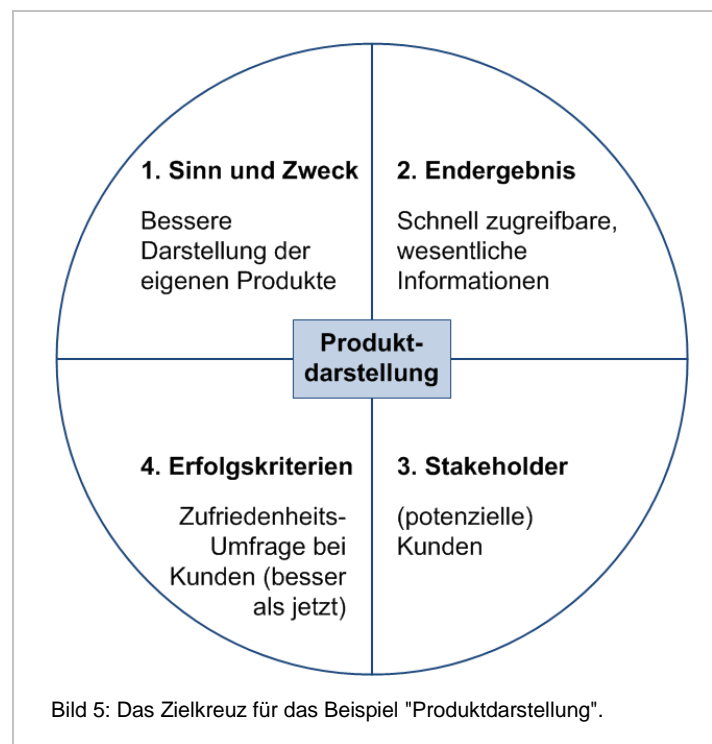 1. Sinn und Zweck
Bessere
Darstellung der
eigenen Produkte
2. Endergebnis
Schnell zugreifbare,
wesentliche
Informationen
Produkt-
darstellung
4. Erfolgskriterien
Zufriedenheits-
Umfrage bei
Kunden (besser
als jetzt)
3. Stakeholder
(potenzielle)
Kunden
Bild 5: Das Zielkreuz für das Beispiel "Produktdarstellung".